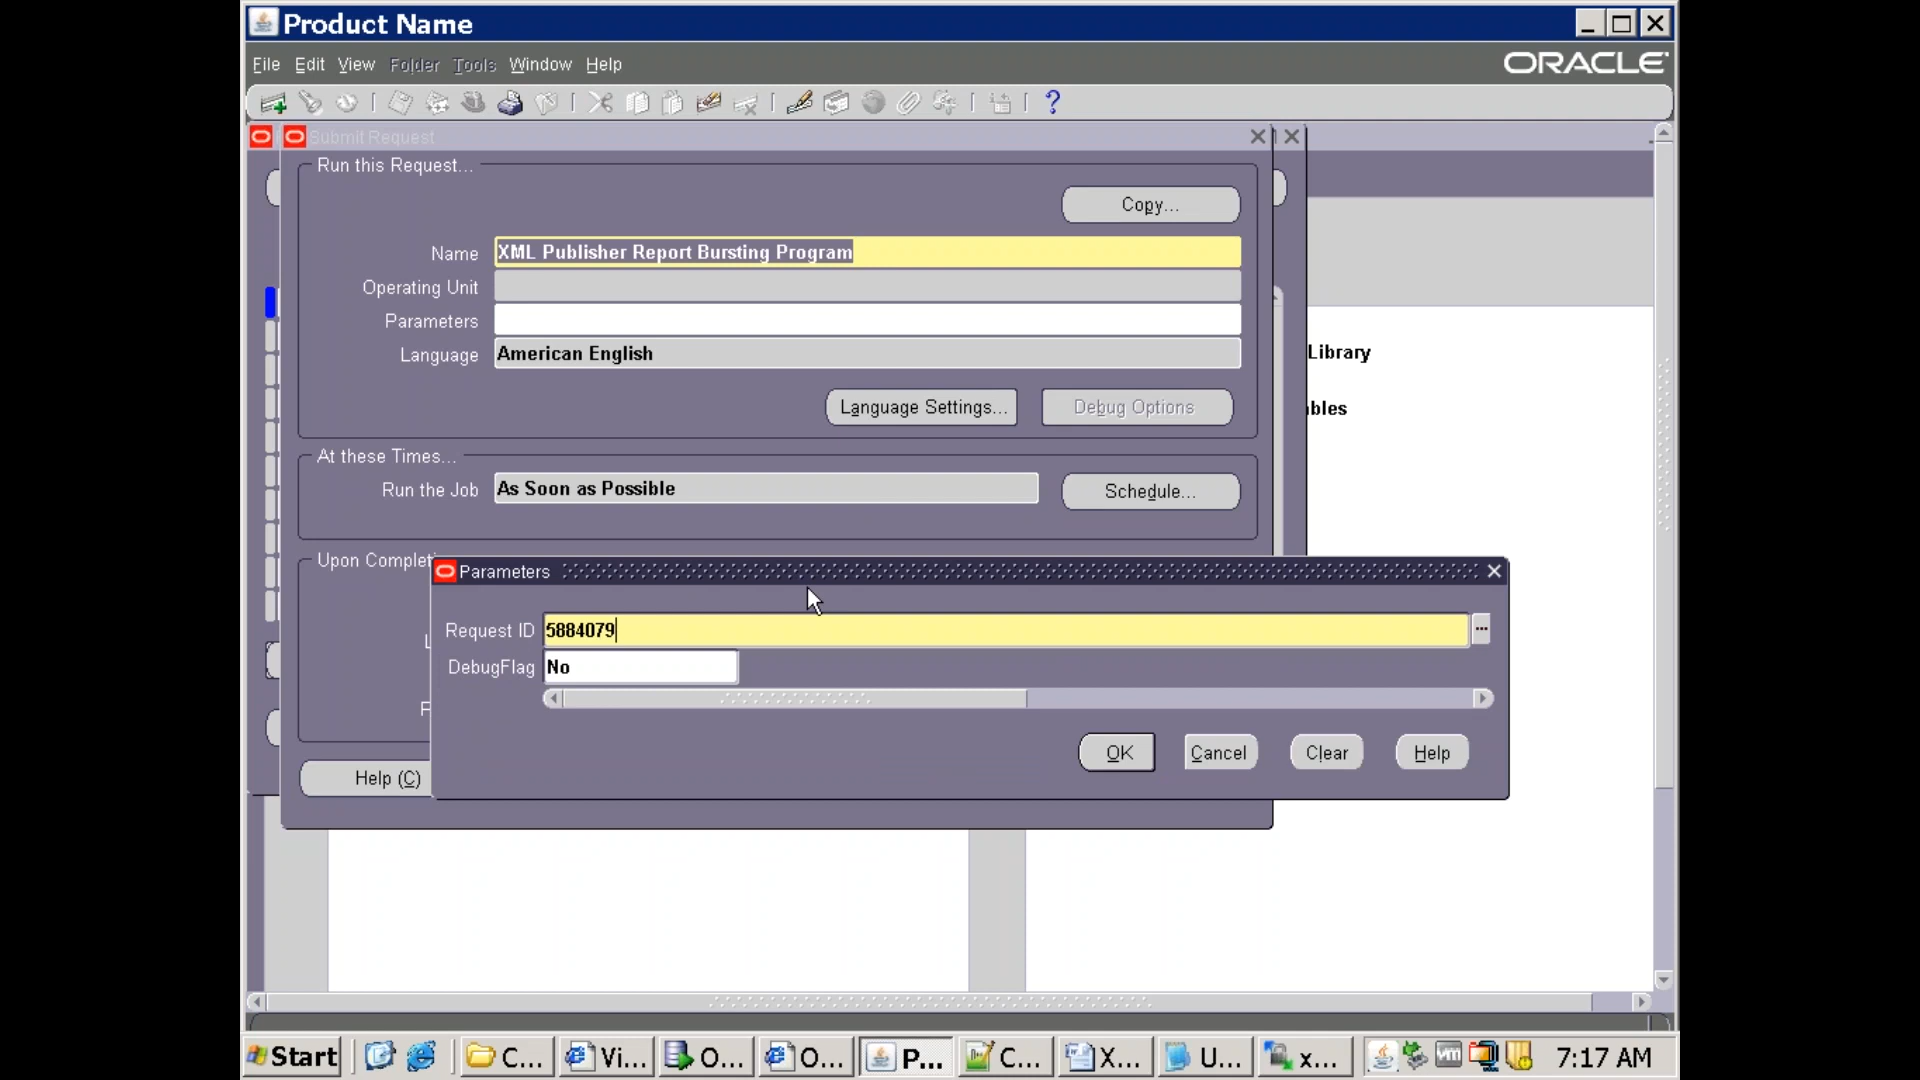 Product Name
File Edit View Folder Tools Window Help
ORACLE
Submit Request
Run this Request...
Copy...
Name XML Publisher Report Bursting Program
Operating Unit
Parameters
Language American English
Library
Language Settings... Debug Options
At these Times...
Run the Job As Soon as Possible Schedule...
Upon Complet
Parameters
Request ID 5884079 ...
DebugFlag No
OK Cancel Clear Help
Help (C)
Start C... Vi... O... O... P... C... X... U... x... 7:17 AM